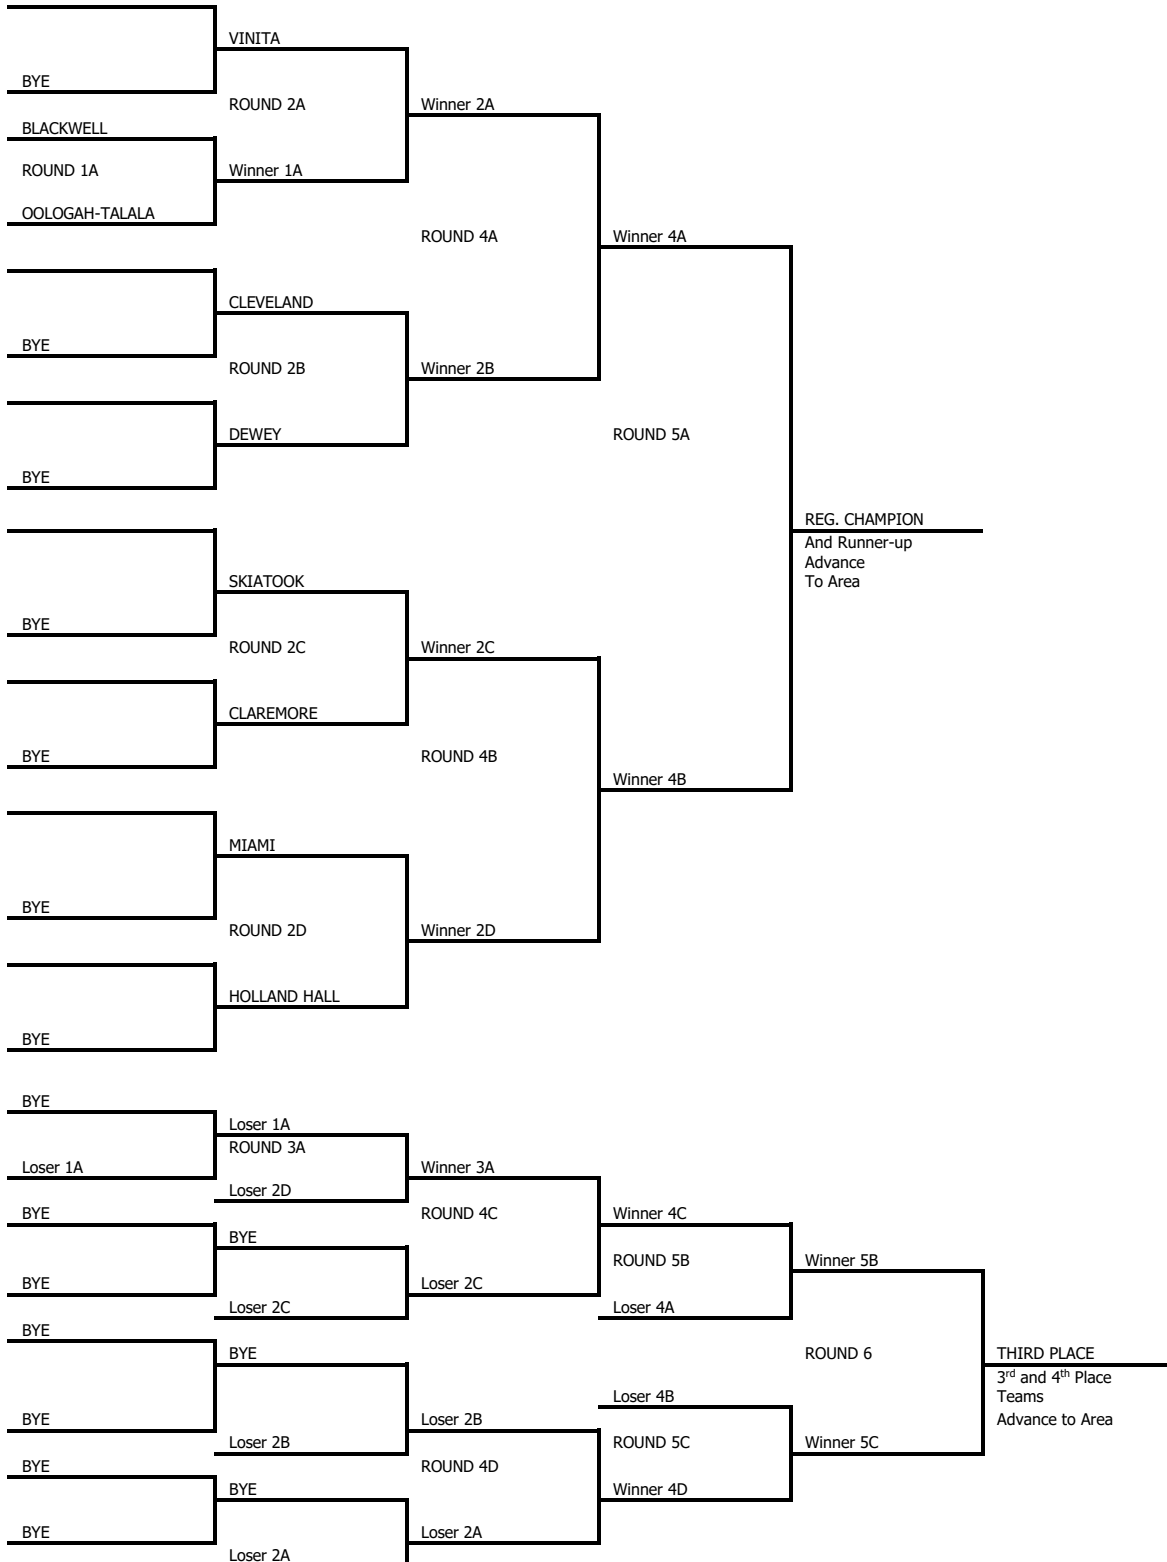 VINITA
BYE
ROUND 2A
Winner 2A
BLACKWELL
ROUND 1A
Winner 1A
OOLOGAH-TALALA
ROUND 4A
Winner 4A
CLEVELAND
BYE
ROUND 2B
Winner 2B
DEWEY
ROUND 5A
BYE
REG. CHAMPION
And Runner-up
Advance
To Area
SKIATOOK
BYE
ROUND 2C
Winner 2C
CLAREMORE
BYE
ROUND 4B
Winner 4B
MIAMI
BYE
ROUND 2D
Winner 2D
HOLLAND HALL
BYE
BYE
Loser 1A
ROUND 3A
Loser 1A
Winner 3A
Loser 2D
BYE
ROUND 4C
Winner 4C
BYE
ROUND 5B
Winner 5B
BYE
Loser 2C
Loser 2C
Loser 4A
BYE
BYE
ROUND 6
THIRD PLACE
3rd and 4th Place
Teams
Advance to Area
Loser 4B
BYE
Loser 2B
Loser 2B
ROUND 5C
Winner 5C
BYE
ROUND 4D
BYE
Winner 4D
BYE
Loser 2A
Loser 2A